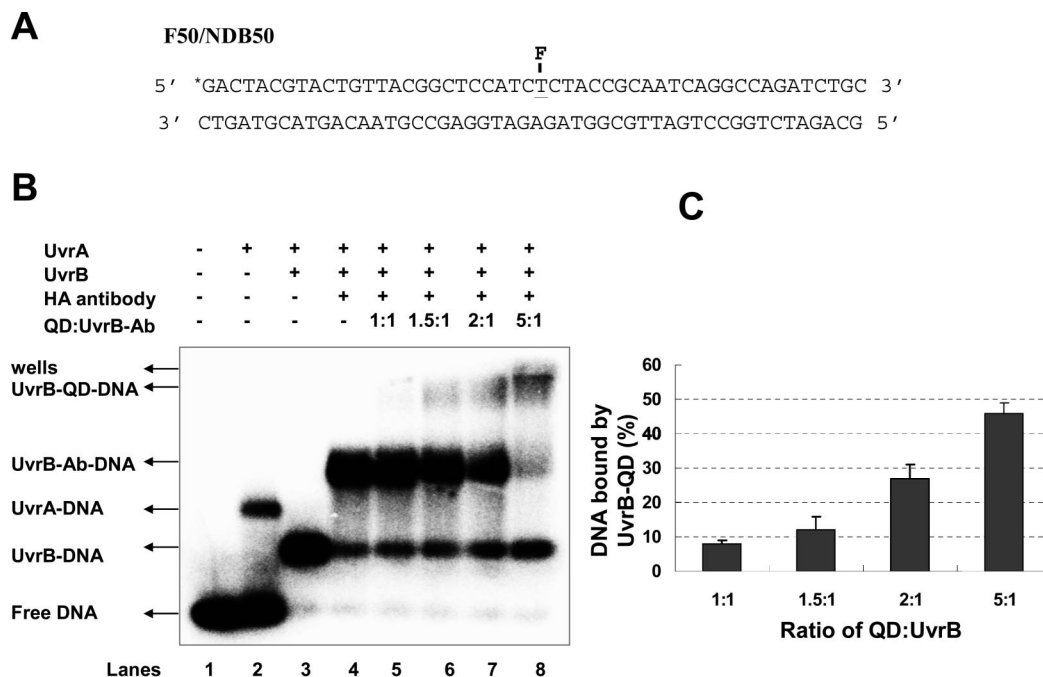 A
F50/NDB50
F
5' *GACTACGTACTGTTACGGCTCCATCTCTACCGCAATCAGGCCAGATCTGC 3'
3' CTGATGCATGACAATGCCGAGGTAGAGATGGCGTTAGTCCGGTCTAGACG 5'
B
UvrA - + + + + + + +
UvrB - - + + + + + +
HA antibody - - - + + + + +
QD:UvrB-Ab - - - - 1:1 1.5:1 2:1 5:1
wells
UvrB-QD-DNA
UvrB-Ab-DNA
UvrA-DNA
UvrB-DNA
Free DNA
Lanes 1 2 3 4 5 6 7 8
C
DNA bound by
UvrB-QD (%)
60
50
40
30
20
10
0
1:1 1.5:1 2:1 5:1
Ratio of QD:UvrB